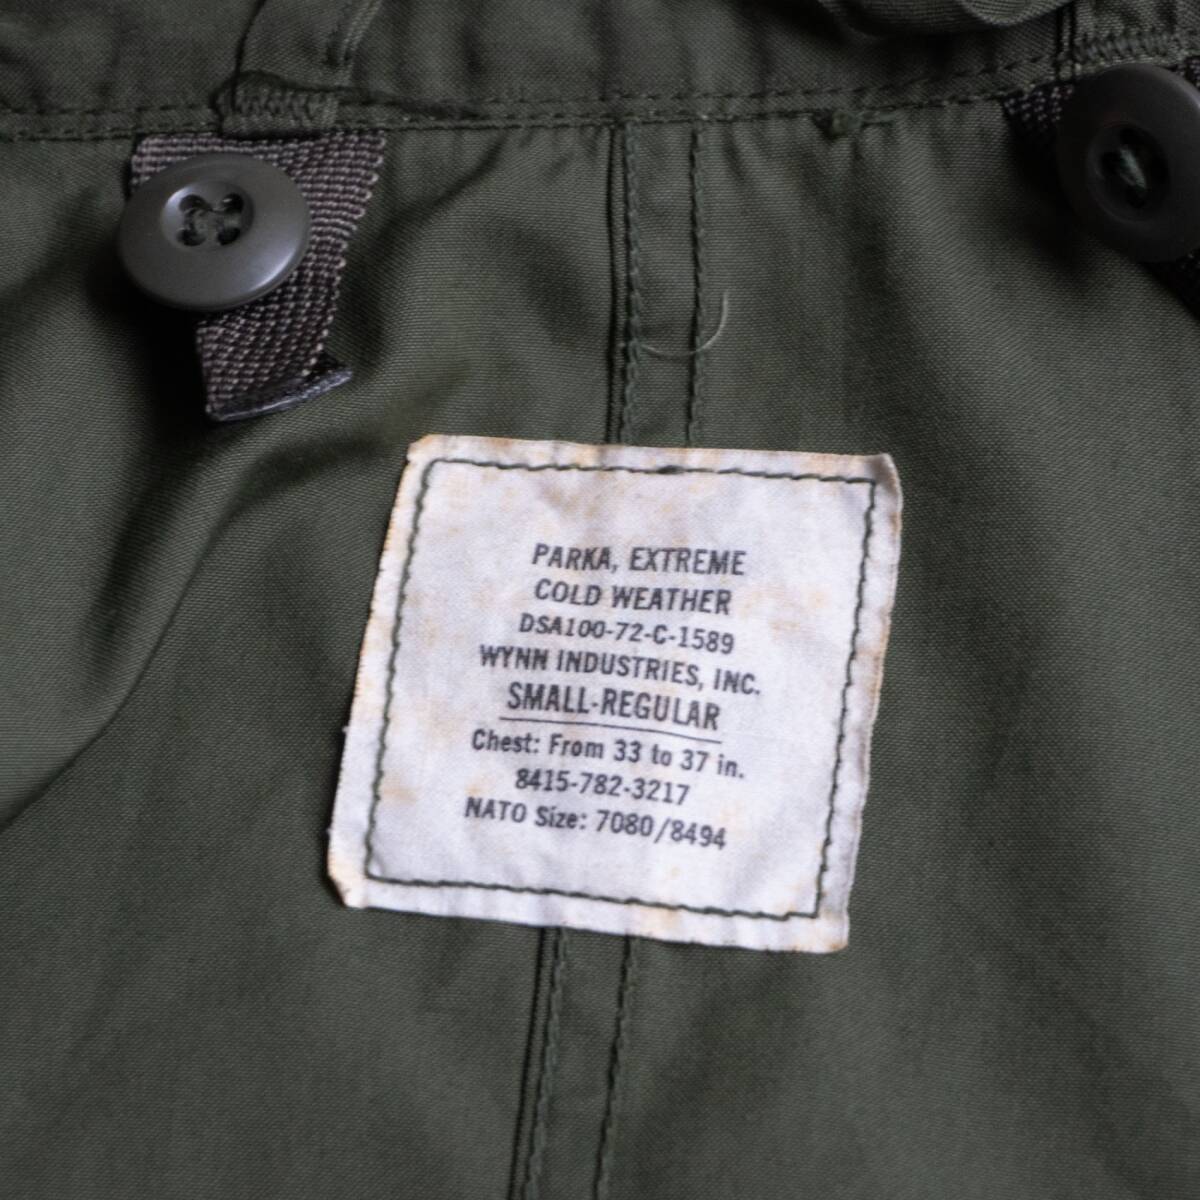 PARKA, EXTREME
COLD WEATHER
DSA100-72-C-1589
WYNN INDUSTRIES, INC.
SMALL-REGULAR
Chest: From 33 to 37 in.
8415-782-3217
NATO Size: 7080/8494